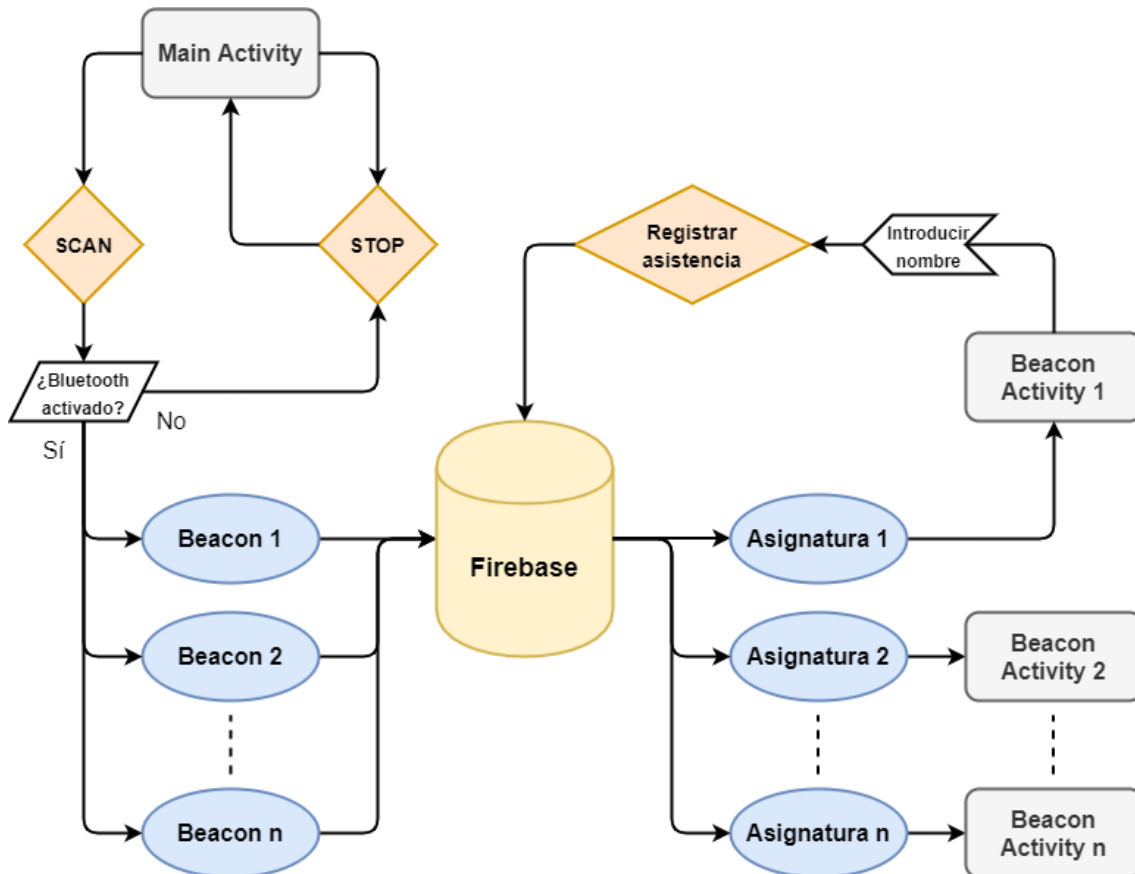 Main Activity
SCAN
STOP
Registrar
asistencia
Introducir
nombre
¿Bluetooth
activado?
No
Sí
Beacon
Activity 1
Beacon 1
Firebase
Asignatura 1
Beacon 2
Asignatura 2
Beacon
Activity 2
Beacon n
Asignatura n
Beacon
Activity n